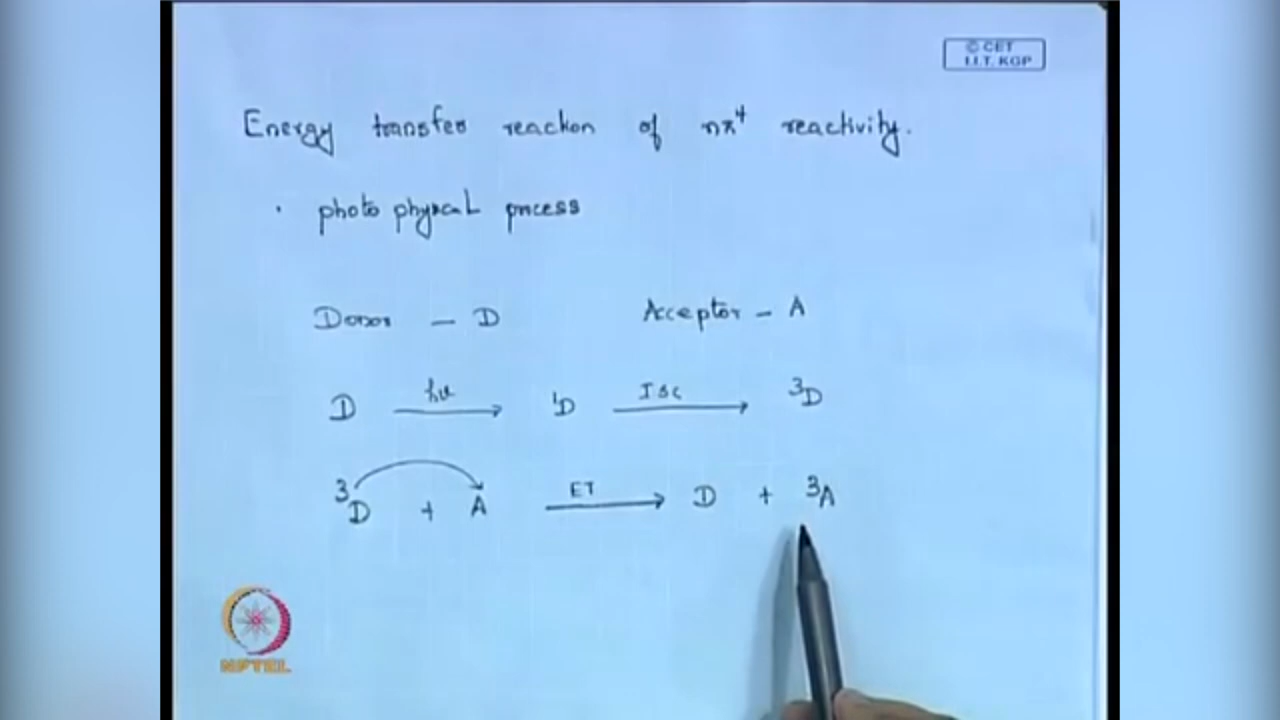 © CET
I.I.T. KGP
Energy transfer reaction of nπ* reactivity.
· photo physical process
Donor – D Acceptor – A
D hν ¹D ISC ³D
³D + A ET D + ³A
NPTEL